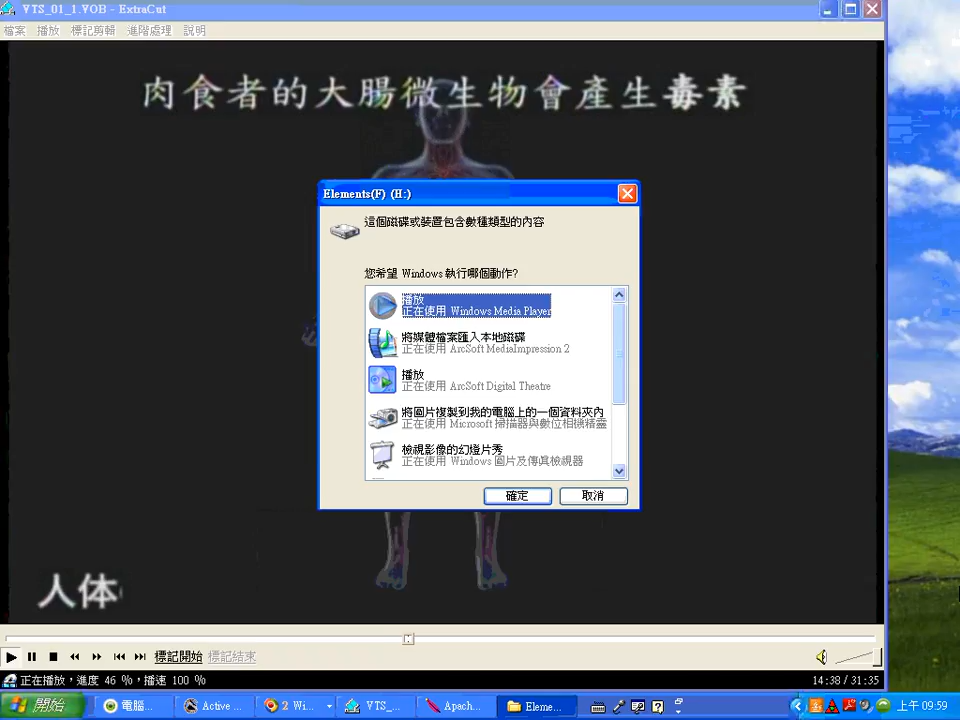 VTS_01_1.VOB - ExtraCut
檔案 播放 標記剪輯 進階處理 說明
肉食者的大腸微生物會產生毒素
Elements(F) (H:)
這個磁碟或裝置包含數種類型的內容
您希望 Windows 執行哪個動作?
播放
正在使用 Windows Media Player
將媒體檔案匯入本地磁碟
正在使用 ArcSoft MediaImpression 2
播放
正在使用 ArcSoft Digital Theatre
將圖片複製到我的電腦上的一個資料夾內
正在使用 Microsoft 掃描器與數位相機精靈
檢視影像的幻燈片秀
正在使用 Windows 圖片及傳真檢視器
確定 取消
人体
標記開始 標記結束
正在播放，進度 46 %，播速 100 % 14:38 / 31:35
開始 電腦... Active ... 2 Wi... VTS_... Apach... Eleme... 上午 09:59